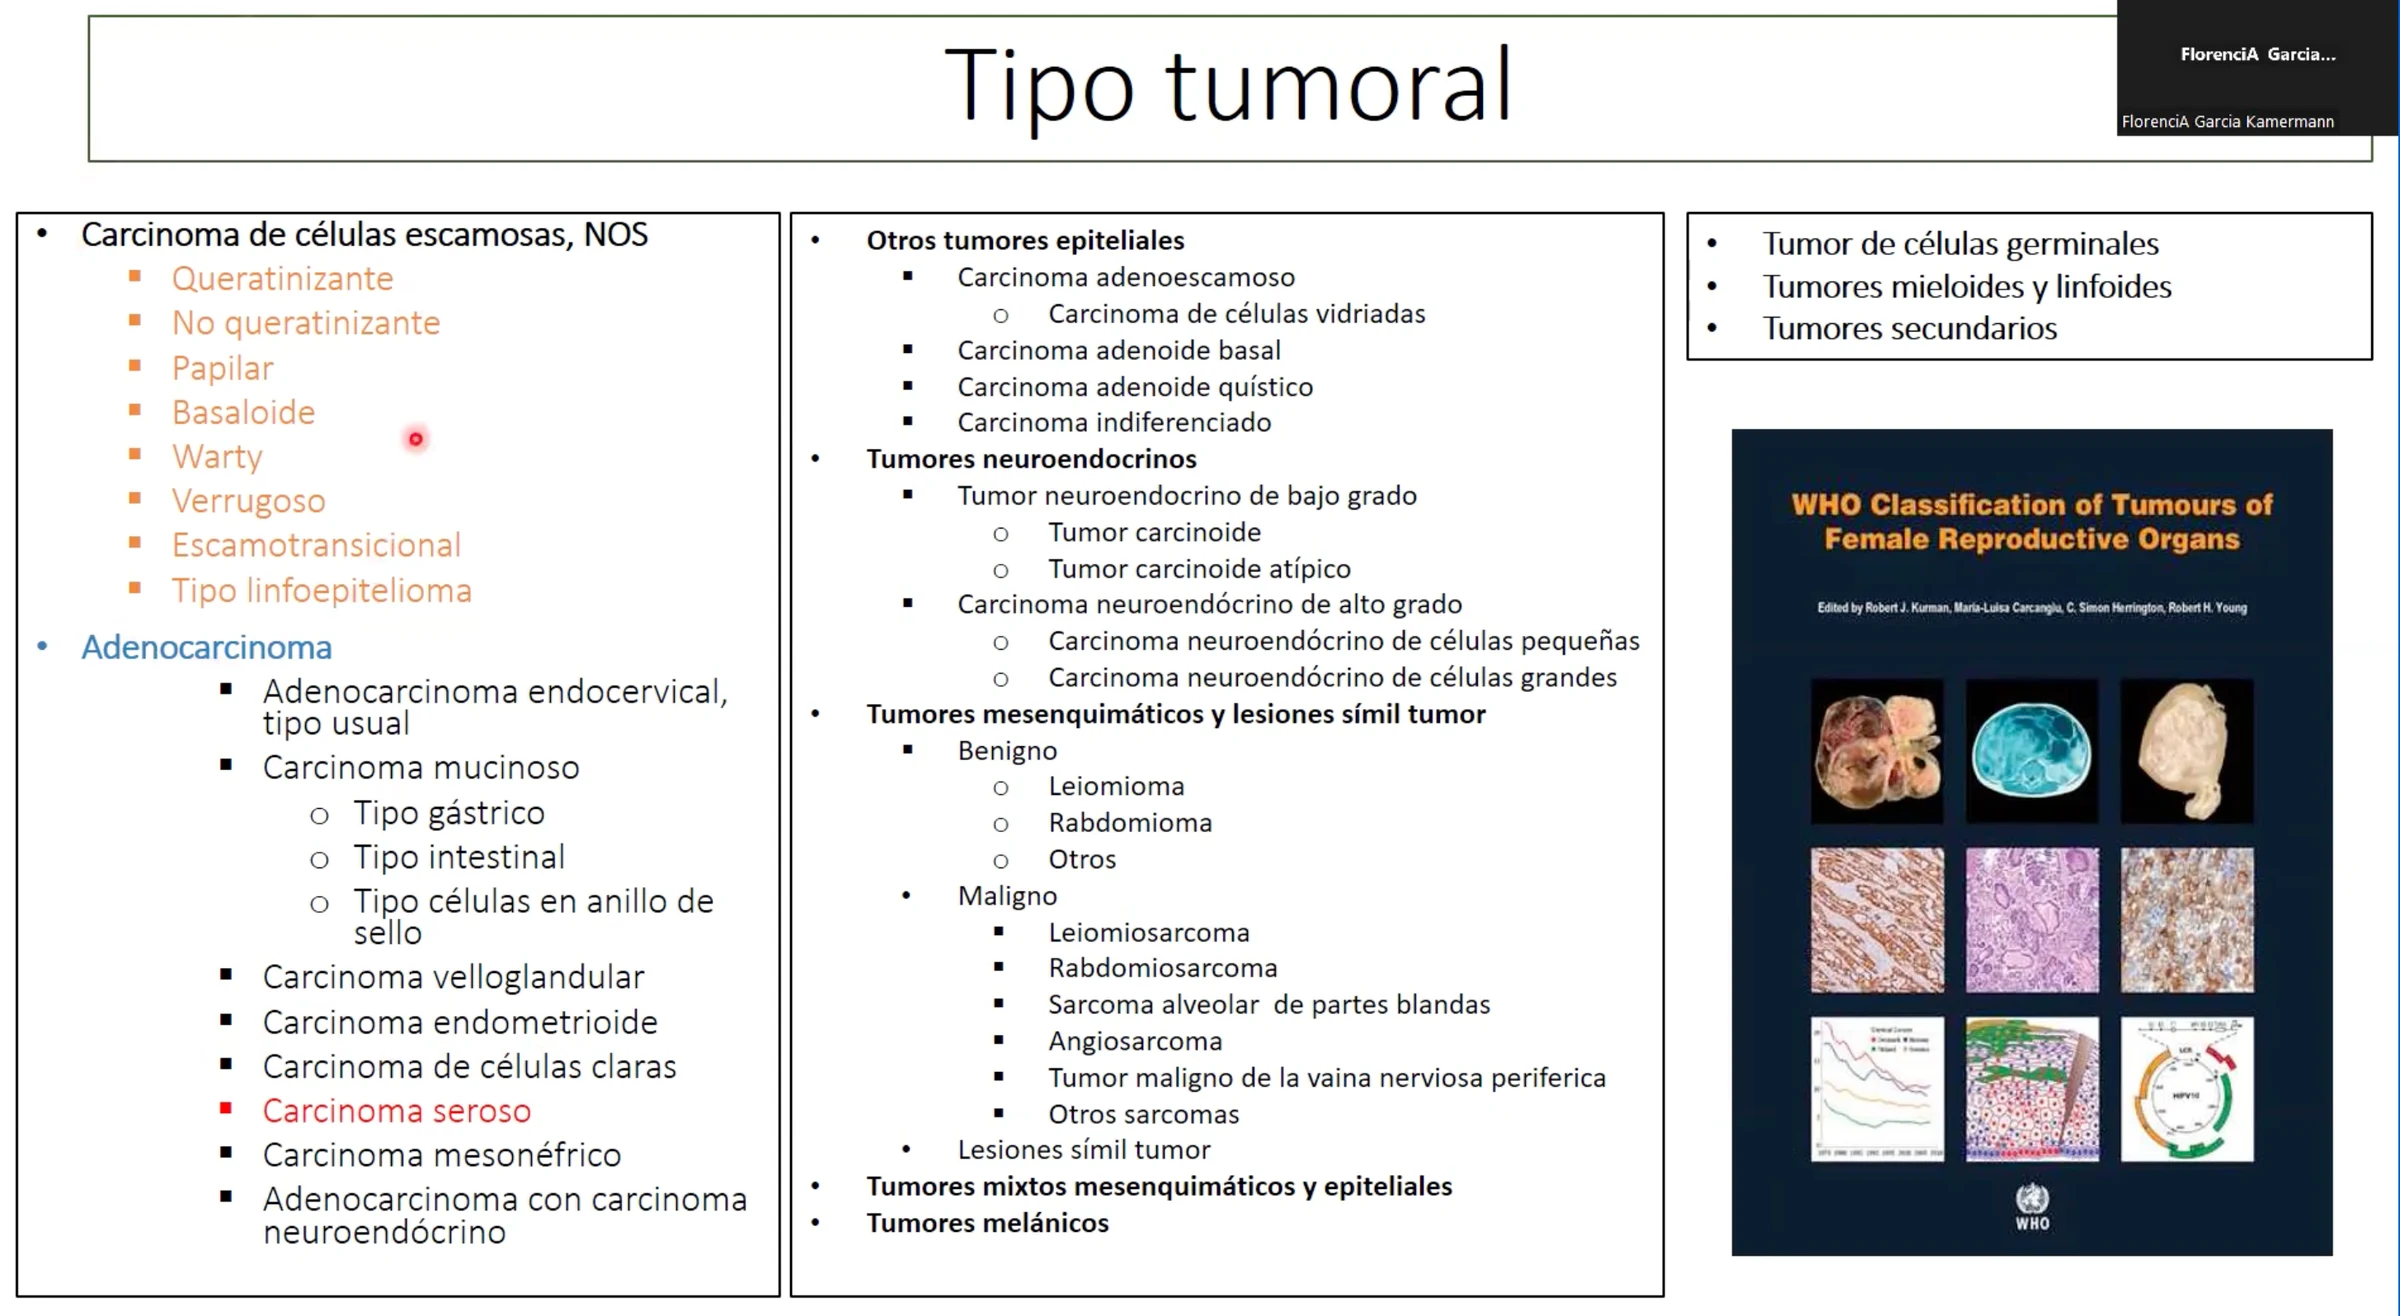 Tipo tumoral
FlorenciA Garcia...
FlorenciA Garcia Kamermann
• Carcinoma de células escamosas, NOS
▪ Queratinizante
▪ No queratinizante
▪ Papilar
▪ Basaloide
▪ Warty
▪ Verrugoso
▪ Escamotransicional
▪ Tipo linfoepitelioma
• Adenocarcinoma
▪ Adenocarcinoma endocervical,
tipo usual
▪ Carcinoma mucinoso
o Tipo gástrico
o Tipo intestinal
o Tipo células en anillo de
sello
▪ Carcinoma velloglandular
▪ Carcinoma endometrioide
▪ Carcinoma de células claras
▪ Carcinoma seroso
▪ Carcinoma mesonéfrico
▪ Adenocarcinoma con carcinoma
neuroendócrino
• Otros tumores epiteliales
▪ Carcinoma adenoescamoso
o Carcinoma de células vidriadas
▪ Carcinoma adenoide basal
▪ Carcinoma adenoide quístico
▪ Carcinoma indiferenciado
• Tumores neuroendocrinos
▪ Tumor neuroendocrino de bajo grado
o Tumor carcinoide
o Tumor carcinoide atípico
▪ Carcinoma neuroendócrino de alto grado
o Carcinoma neuroendócrino de células pequeñas
o Carcinoma neuroendócrino de células grandes
• Tumores mesenquimáticos y lesiones símil tumor
▪ Benigno
o Leiomioma
o Rabdomioma
o Otros
• Maligno
▪ Leiomiosarcoma
▪ Rabdomiosarcoma
▪ Sarcoma alveolar  de partes blandas
▪ Angiosarcoma
▪ Tumor maligno de la vaina nerviosa periferica
▪ Otros sarcomas
• Lesiones símil tumor
• Tumores mixtos mesenquimáticos y epiteliales
• Tumores melánicos
• Tumor de células germinales
• Tumores mieloides y linfoides
• Tumores secundarios
WHO Classification of Tumours of
Female Reproductive Organs
Edited by Robert J. Kurman, Maria-Luisa Carcangiu, C. Simon Herrington, Robert H. Young
HPV16
WHO